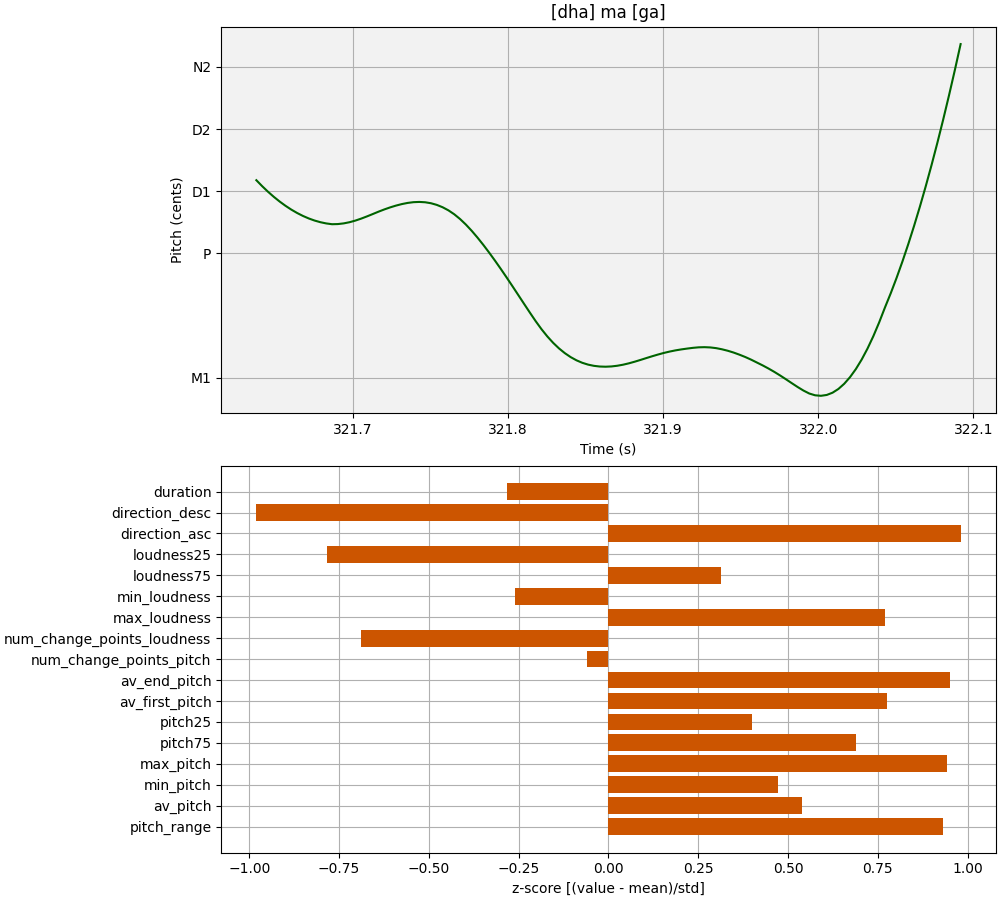 [dha] ma [ga]
N2
D2
D1
P
M1
Pitch (cents)
321.7 321.8 321.9 322.0 322.1
Time (s)
duration
direction_desc
direction_asc
loudness25
loudness75
min_loudness
max_loudness
num_change_points_loudness
num_change_points_pitch
av_end_pitch
av_first_pitch
pitch25
pitch75
max_pitch
min_pitch
av_pitch
pitch_range
−1.00 −0.75 −0.50 −0.25 0.00 0.25 0.50 0.75 1.00
z-score [(value - mean)/std]